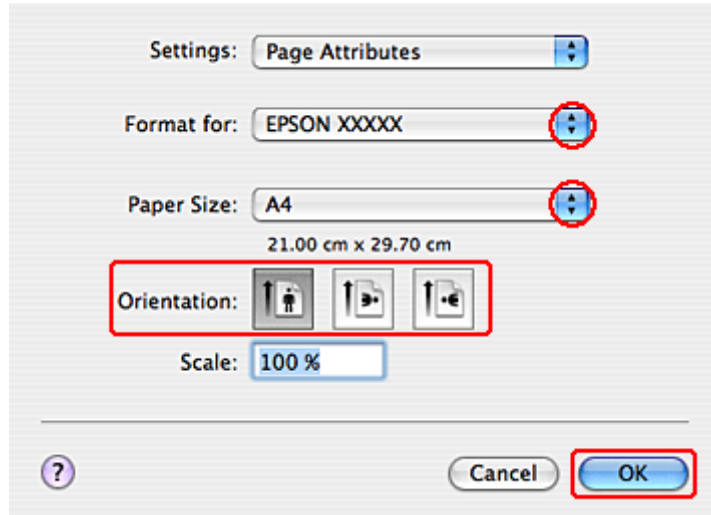 Settings: Page Attributes
Format for: EPSON XXXXX
Paper Size: A4
21.00 cm x 29.70 cm
Orientation:
Scale: 100 %
? Cancel OK